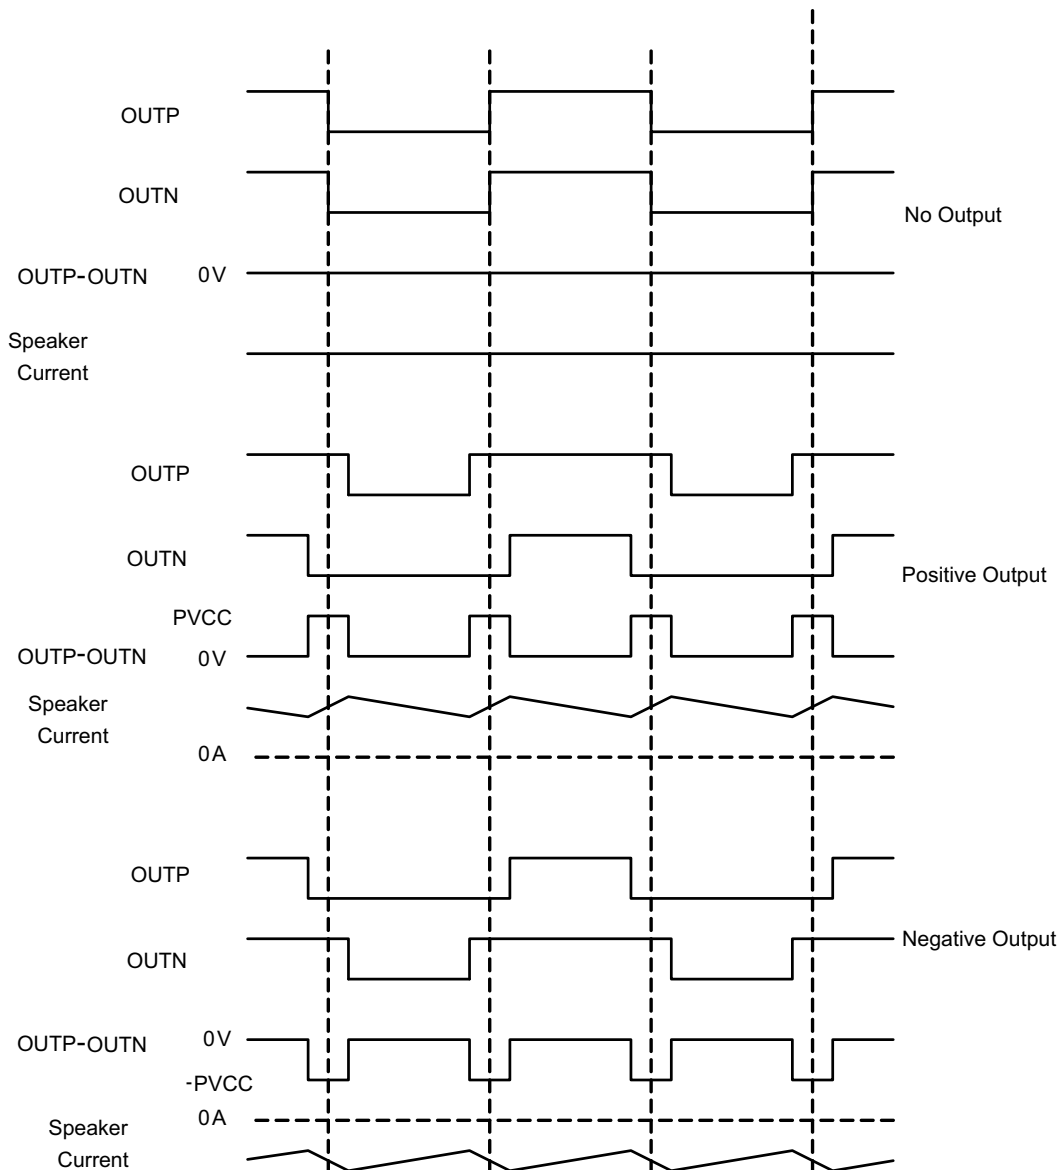 OUTP
OUTN
No Output
OUTP-OUTN 0V
Speaker
Current
OUTP
OUTN
Positive Output
PVCC
OUTP-OUTN 0V
Speaker
Current
0A
OUTP
Negative Output
OUTN
OUTP-OUTN 0V
-PVCC
0A
Speaker
Current